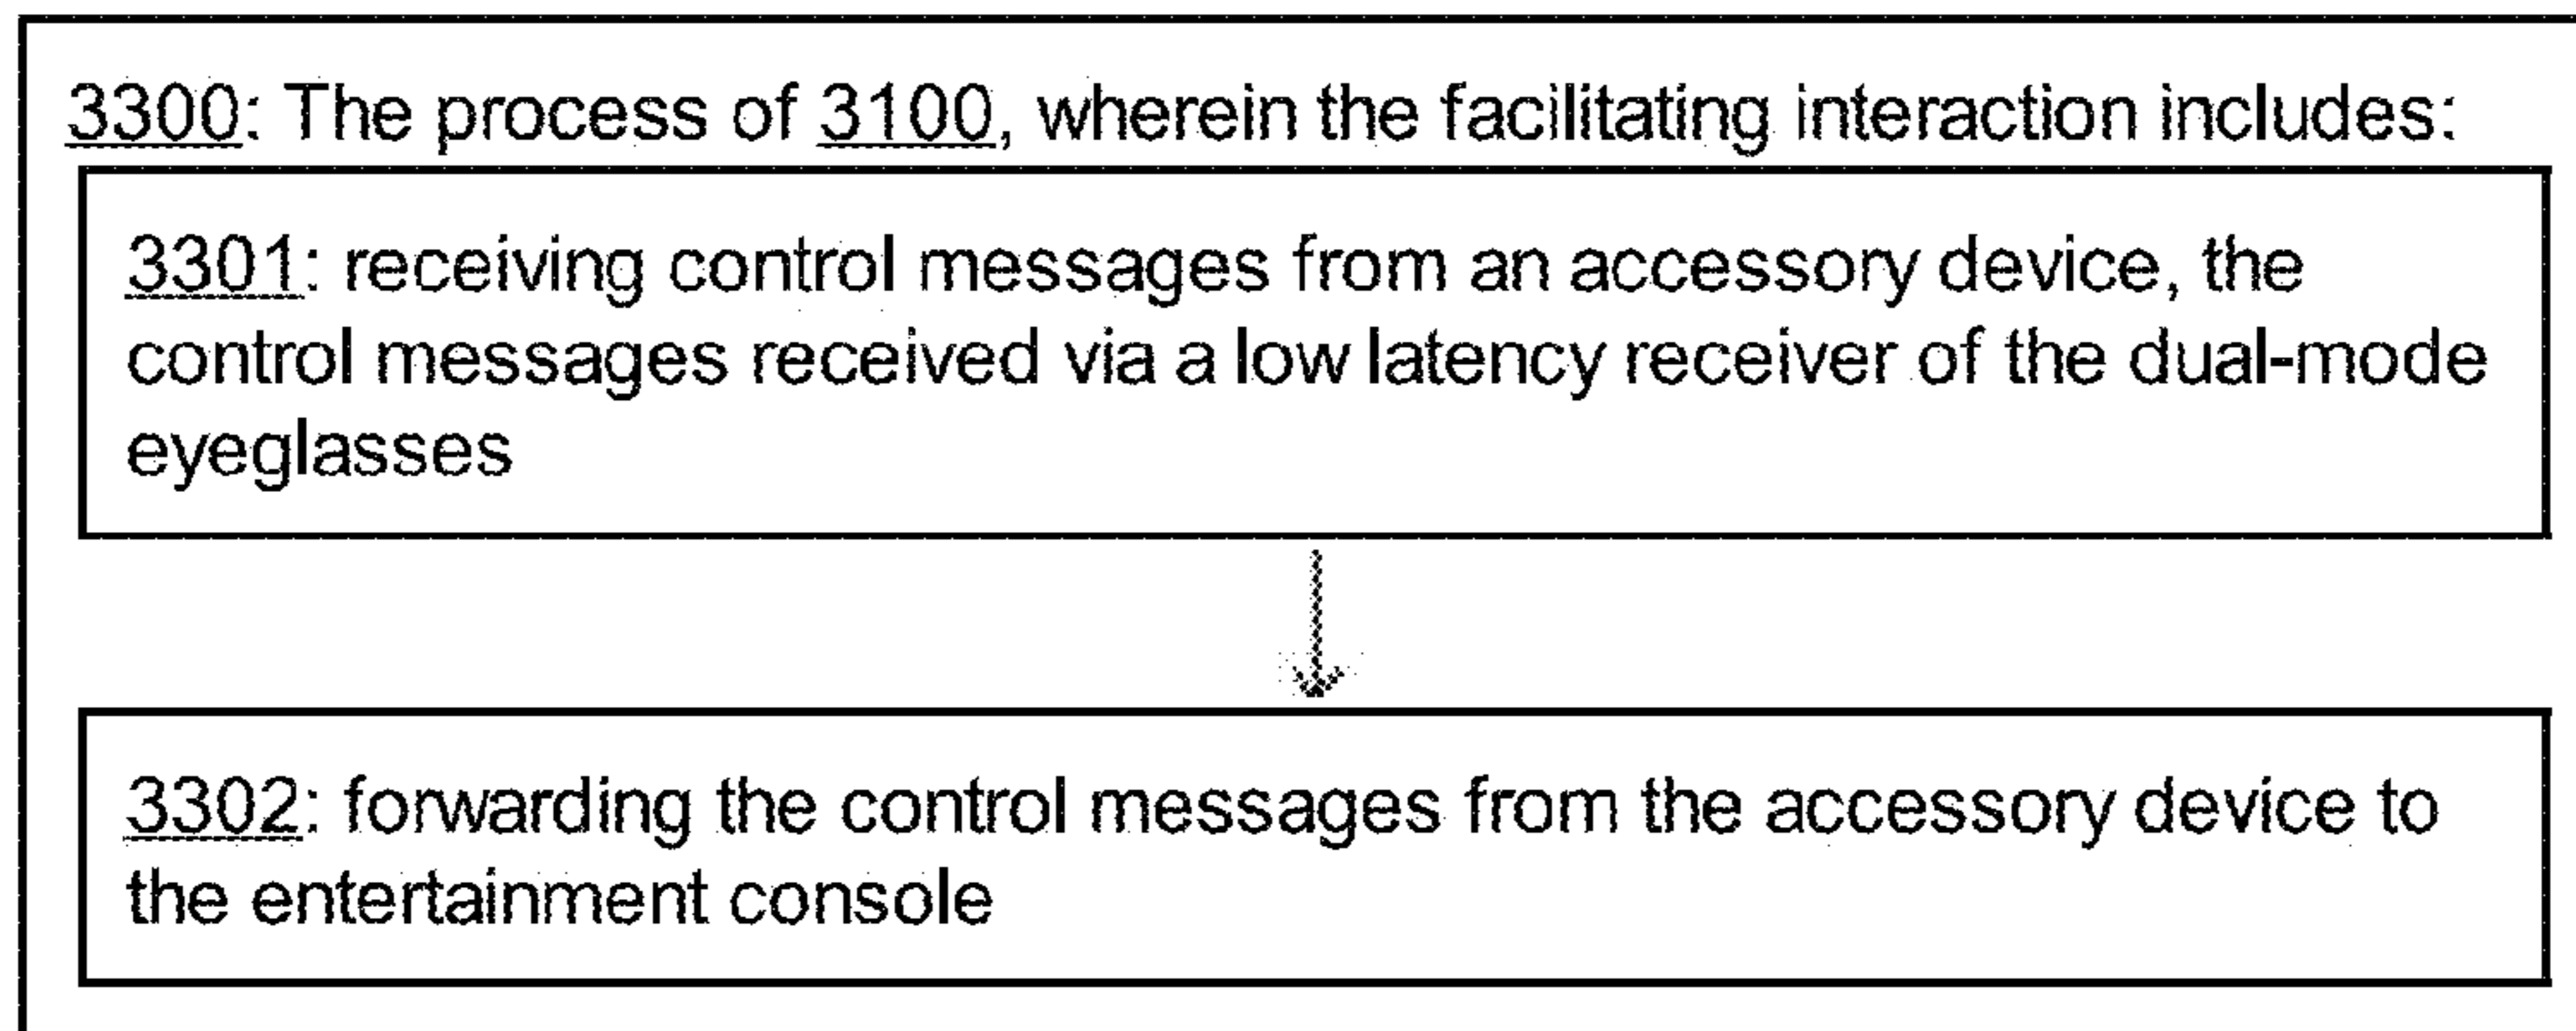 3300: The process of 3100, wherein the facilitating interaction includes:
3301: receiving control messages from an accessory device, the
control messages received via a low latency receiver of the dual-mode
eyeglasses
3302: forwarding the control messages from the accessory device to
the entertainment console